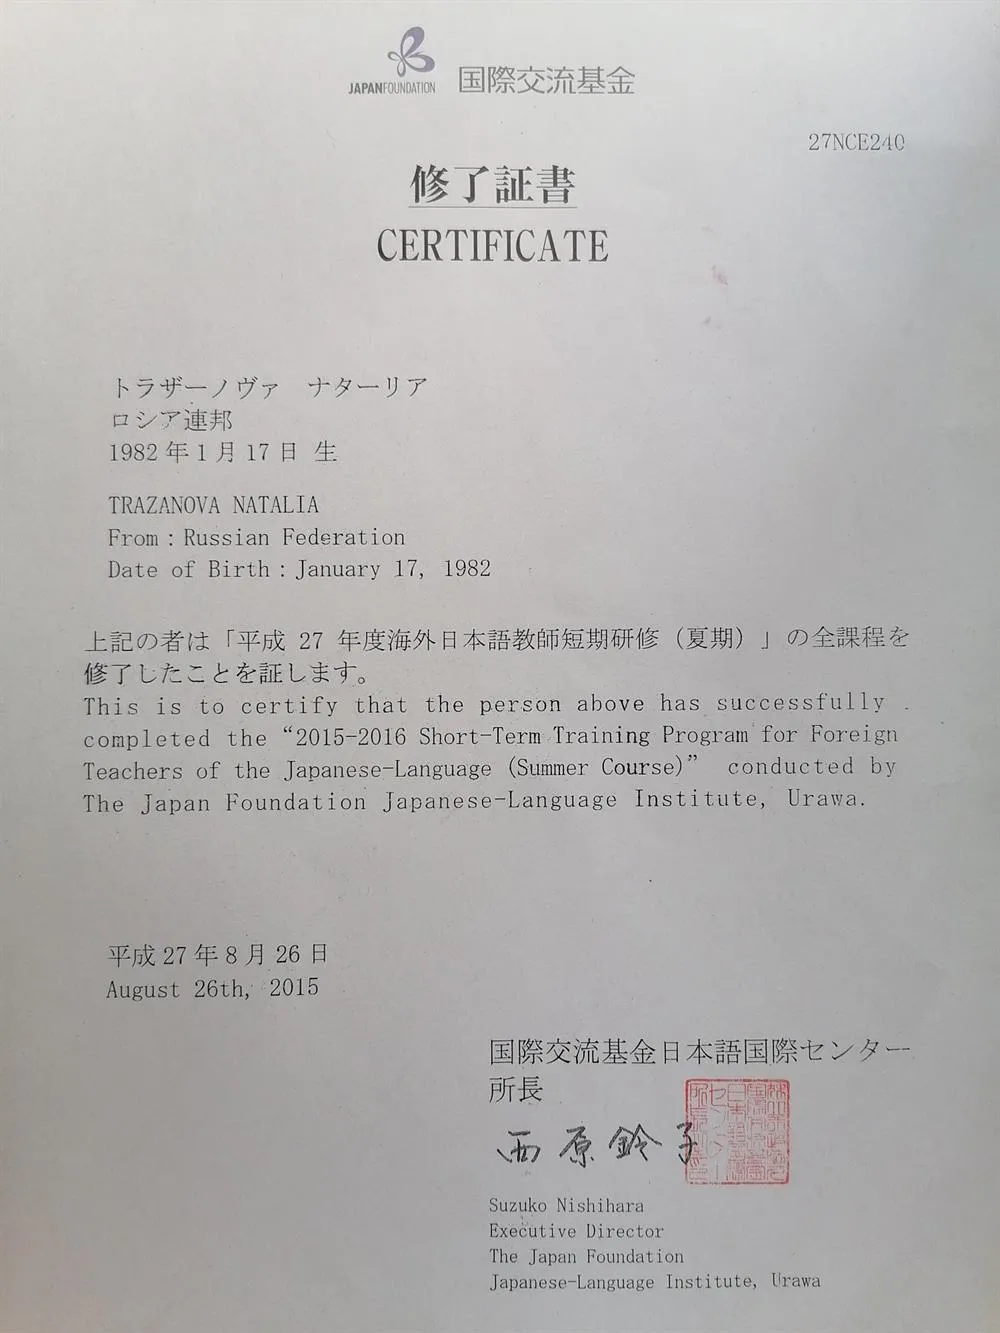 JAPANFOUNDATION 国際交流基金
27NCE240
修了証書
CERTIFICATE
トラザーノヴァ ナターリア
ロシア連邦
1982年1月17日 生
TRAZANOVA NATALIA
From : Russian Federation
Date of Birth : January 17, 1982
上記の者は「平成 27 年度海外日本語教師短期研修（夏期）」の全課程を
修了したことを証します。
This is to certify that the person above has successfully
completed the “2015-2016 Short-Term Training Program for Foreign
Teachers of the Japanese-Language (Summer Course)” conducted by
The Japan Foundation Japanese-Language Institute, Urawa.
平成27年8月26日
August 26th, 2015
国際交流基金日本語国際センター
所長
西原鈴子
Suzuko Nishihara
Executive Director
The Japan Foundation
Japanese-Language Institute, Urawa